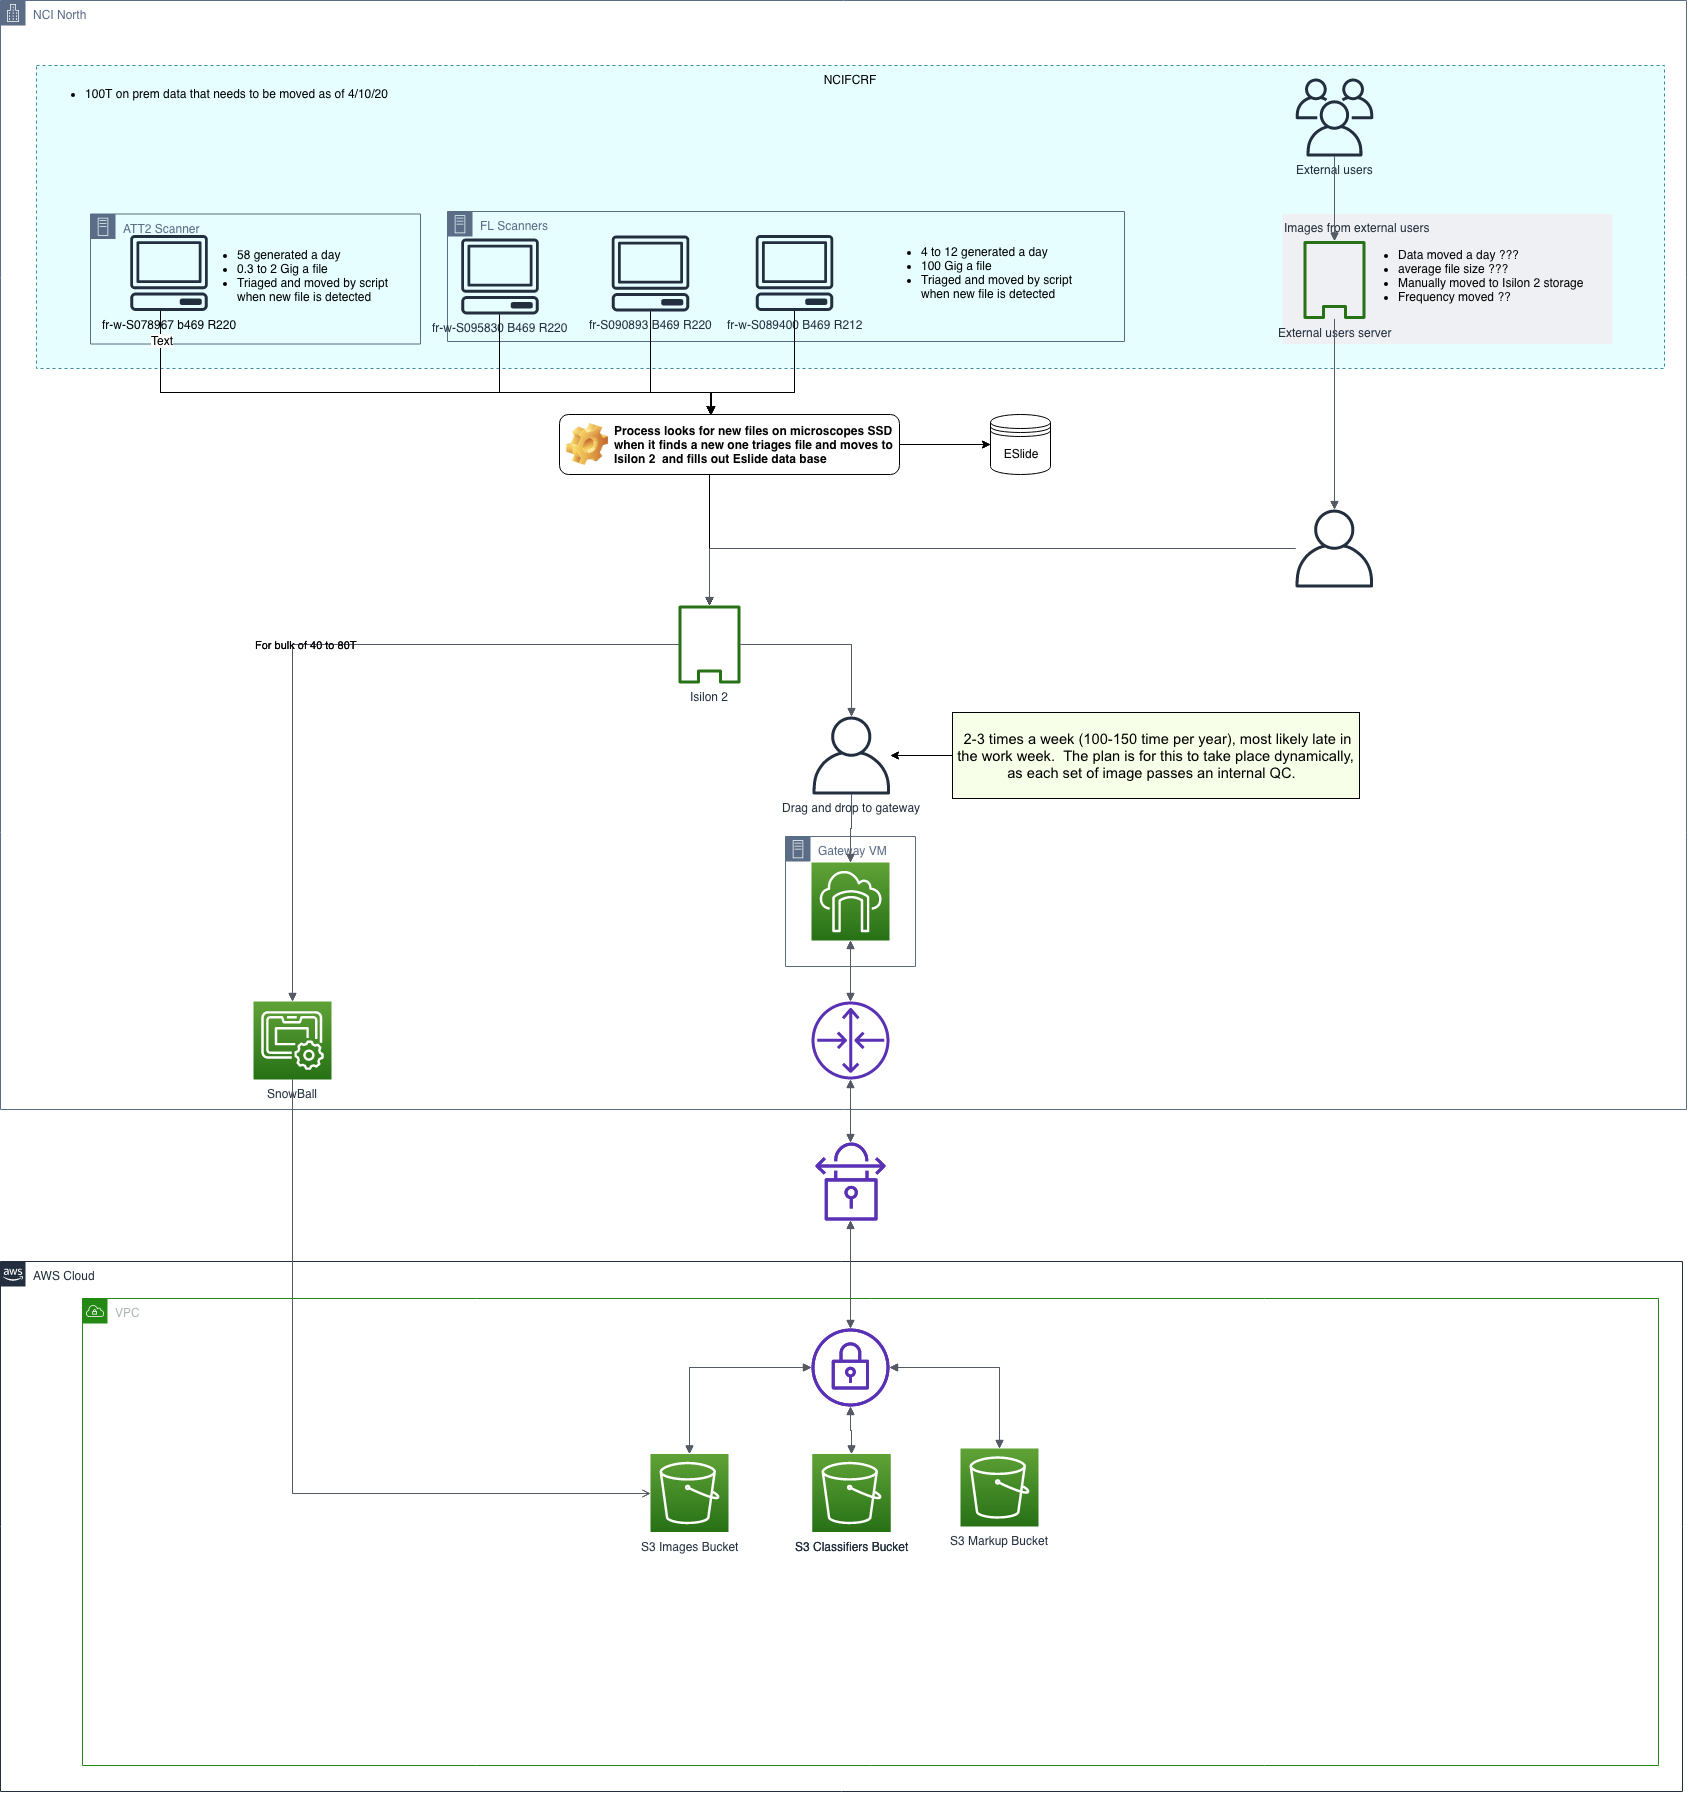 NCI North
NCIFCRF
100T on prem data that needs to be moved as of 4/10/20
External users
ATT2 Scanner
58 generated a day
0.3 to 2 Gig a file
Triaged and moved by script
when new file is detected
fr-w-S078967 b469 R220
Text
FL Scanners
4 to 12 generated a day
100 Gig a file
Triaged and moved by script
when new file is detected
fr-w-S095830 B469 R220
fr-S090893 B469 R220
fr-w-S089400 B469 R212
Images from external users
Data moved a day ???
average file size ???
Manually moved to Isilon 2 storage
Frequency moved ??
External users server
Process looks for new files on microscopes SSD
when it finds a new one triages file and moves to
Isilon 2 and fills out Eslide data base
ESlide
For bulk of 40 to 80T
Isilon 2
2-3 times a week (100-150 time per year), most likely late in
the work week. The plan is for this to take place dynamically,
as each set of image passes an internal QC.
Drag and drop to gateway
Gateway VM
SnowBall
aws
AWS Cloud
VPC
S3 Images Bucket
S3 Classifiers Bucket
S3 Markup Bucket